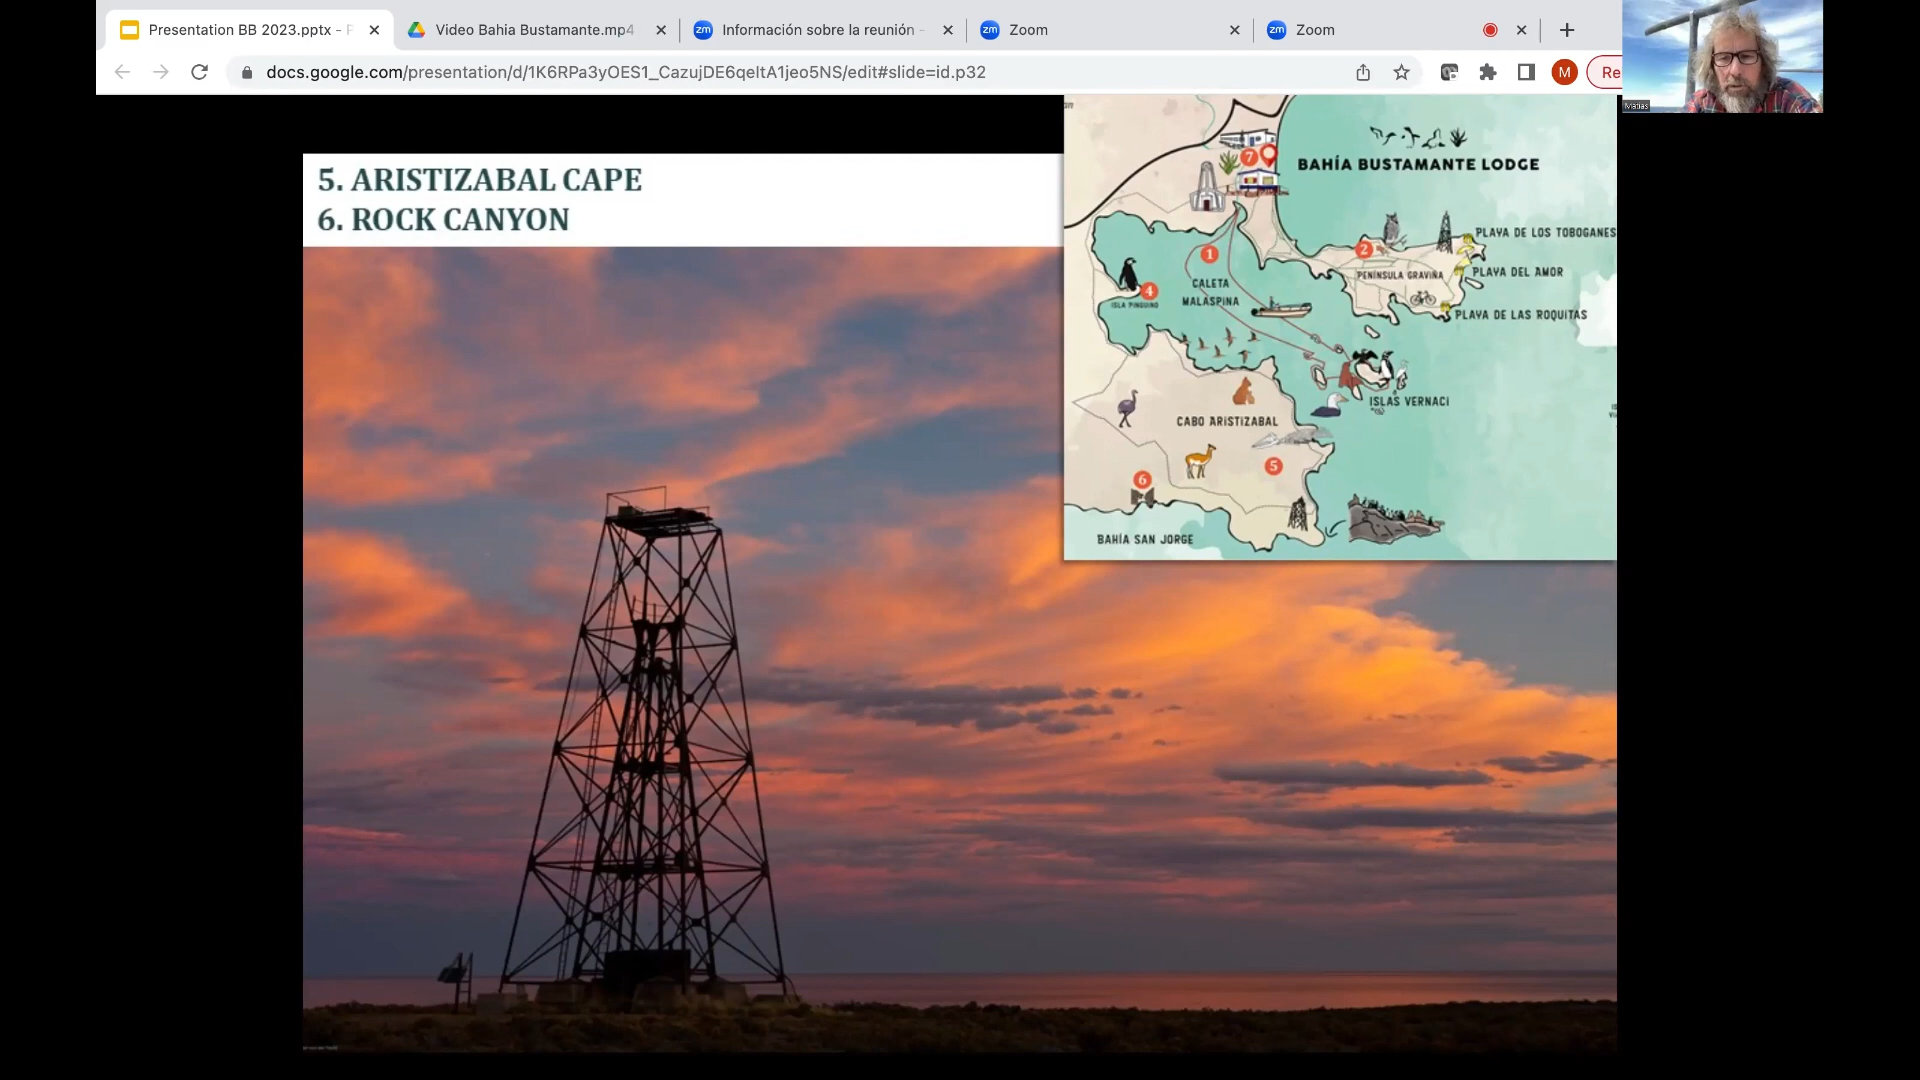 Presentation BB 2023.pptx - P
Video Bahia Bustamante.mp4
Información sobre la reunión -
Zoom
Zoom
docs.google.com/presentation/d/1K6RPa3yOES1_CazujDE6qeltA1jeo5NS/edit#slide=id.p32
M
Re
Matias
5. ARISTIZABAL CAPE
6. ROCK CANYON
BAHÍA BUSTAMANTE LODGE
7
PLAYA DE LOS TOBOGANES
2
1
PENÍNSULA GRAVIÑA
PLAYA DEL AMOR
CALETA
MALASPINA
4
ISLA PINGUINO
PLAYA DE LAS ROQUITAS
ISLAS VERNACI
CABO ARISTIZABAL
5
6
BAHÍA SAN JORGE